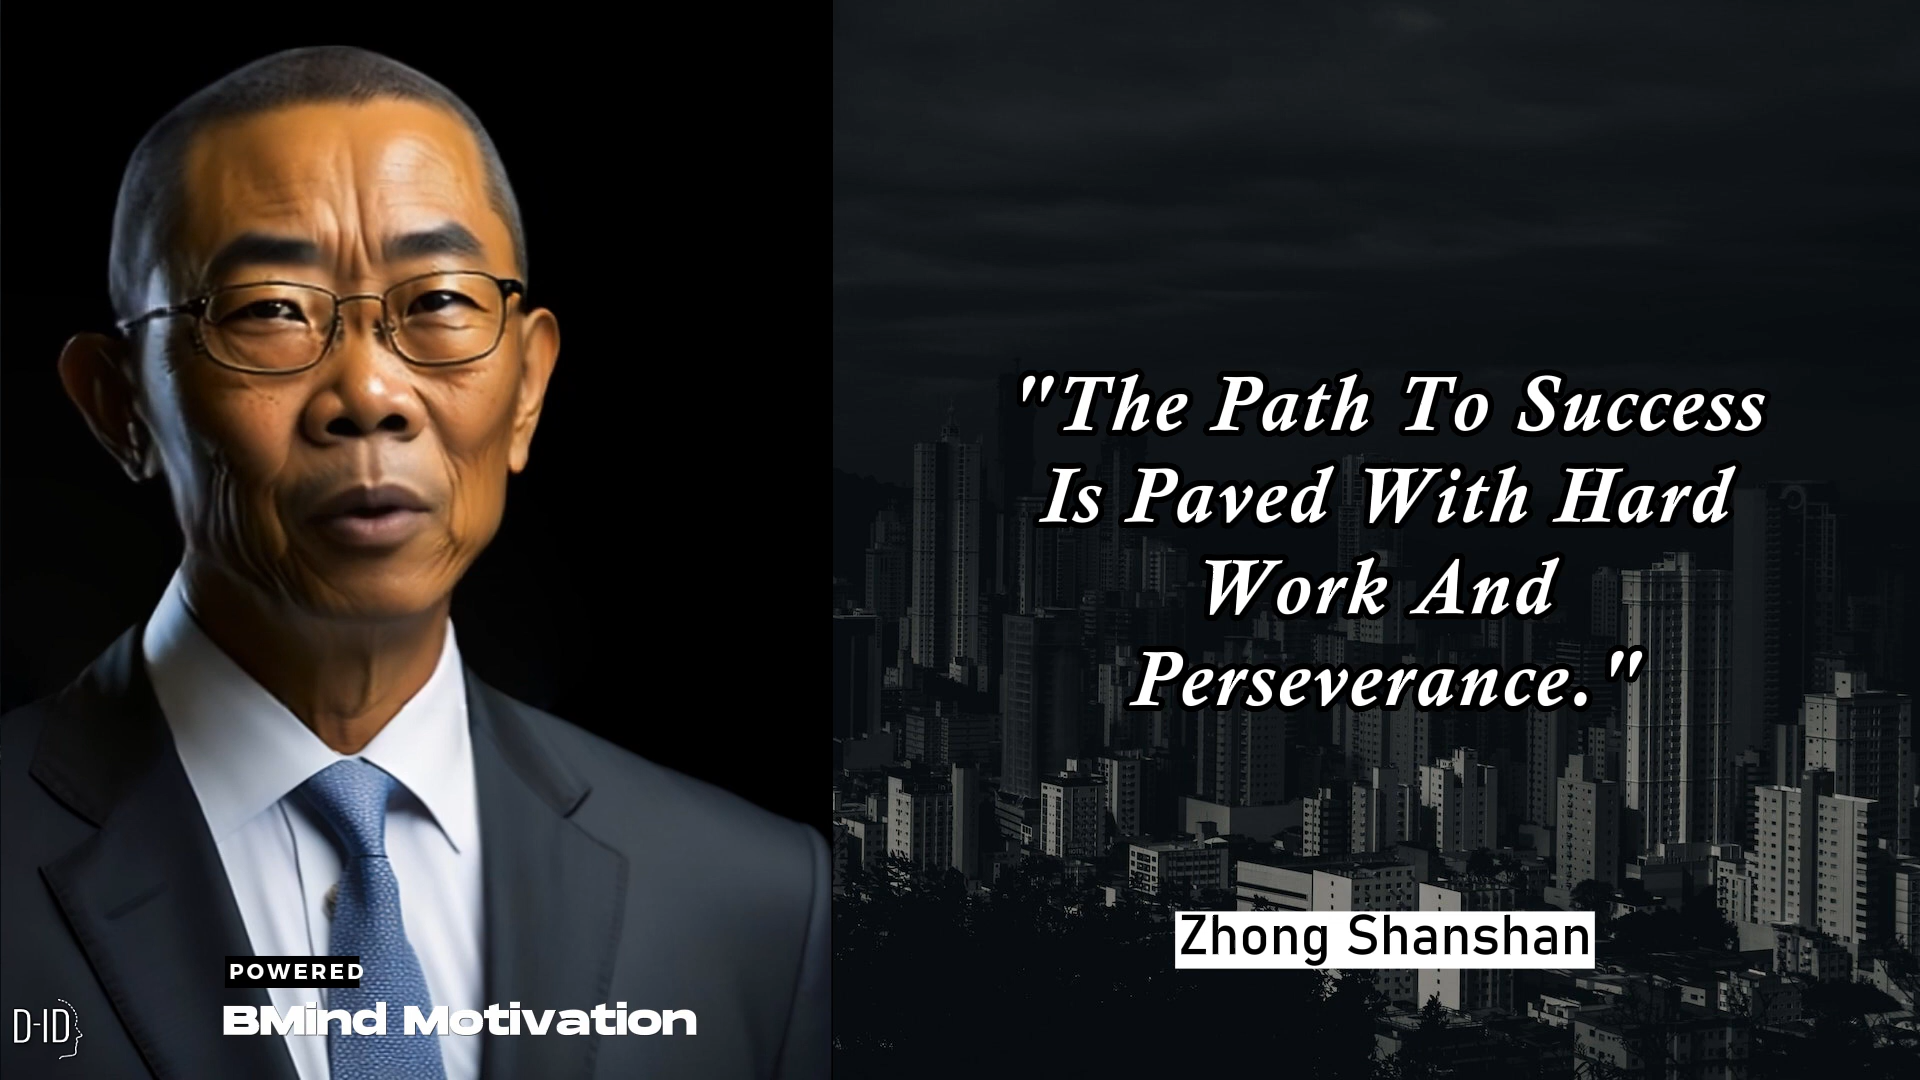 "The Path To Success
Is Paved With Hard
Work And
Perseverance."
Zhong Shanshan
POWERED
BMind Motivation
D-ID